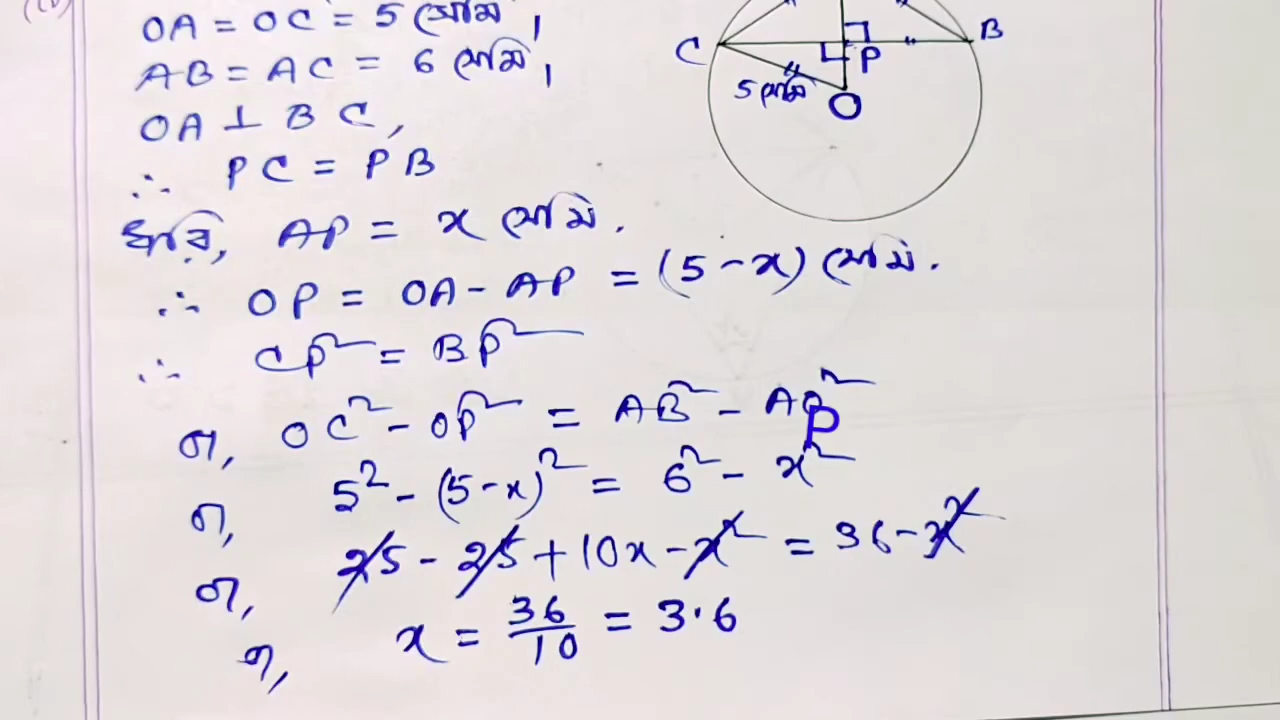 OA = OC = 5 সেমি,
AB = AC = 6 সেমি,
OA ⊥ BC,
∴ PC = PB
ধরি, AP = x সেমি.
∴ OP = OA - AP = (5-x) সেমি.
∴ CP² = BP²
বা, OC² - OP² = AB² - AP²
বা, 5² - (5-x)² = 6² - x²
বা, 25 - 25 + 10x - x² = 36 - x²
বা, x = 36/10 = 3.6
C
B
P
5 সেমি
O